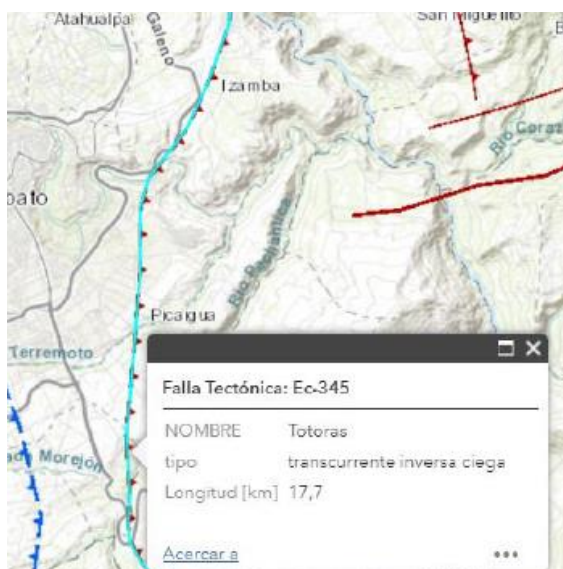 Atahualpa
Galeno
San Miguelito
Izamba
Río Coraz
bato
Río Pachanlica
Picaigua
Terremoto
Morejón
Falla Tectónica: Ec-345
NOMBRE Totoras
tipo transcurrente inversa ciega
Longitud [km] 17,7
Acercar a